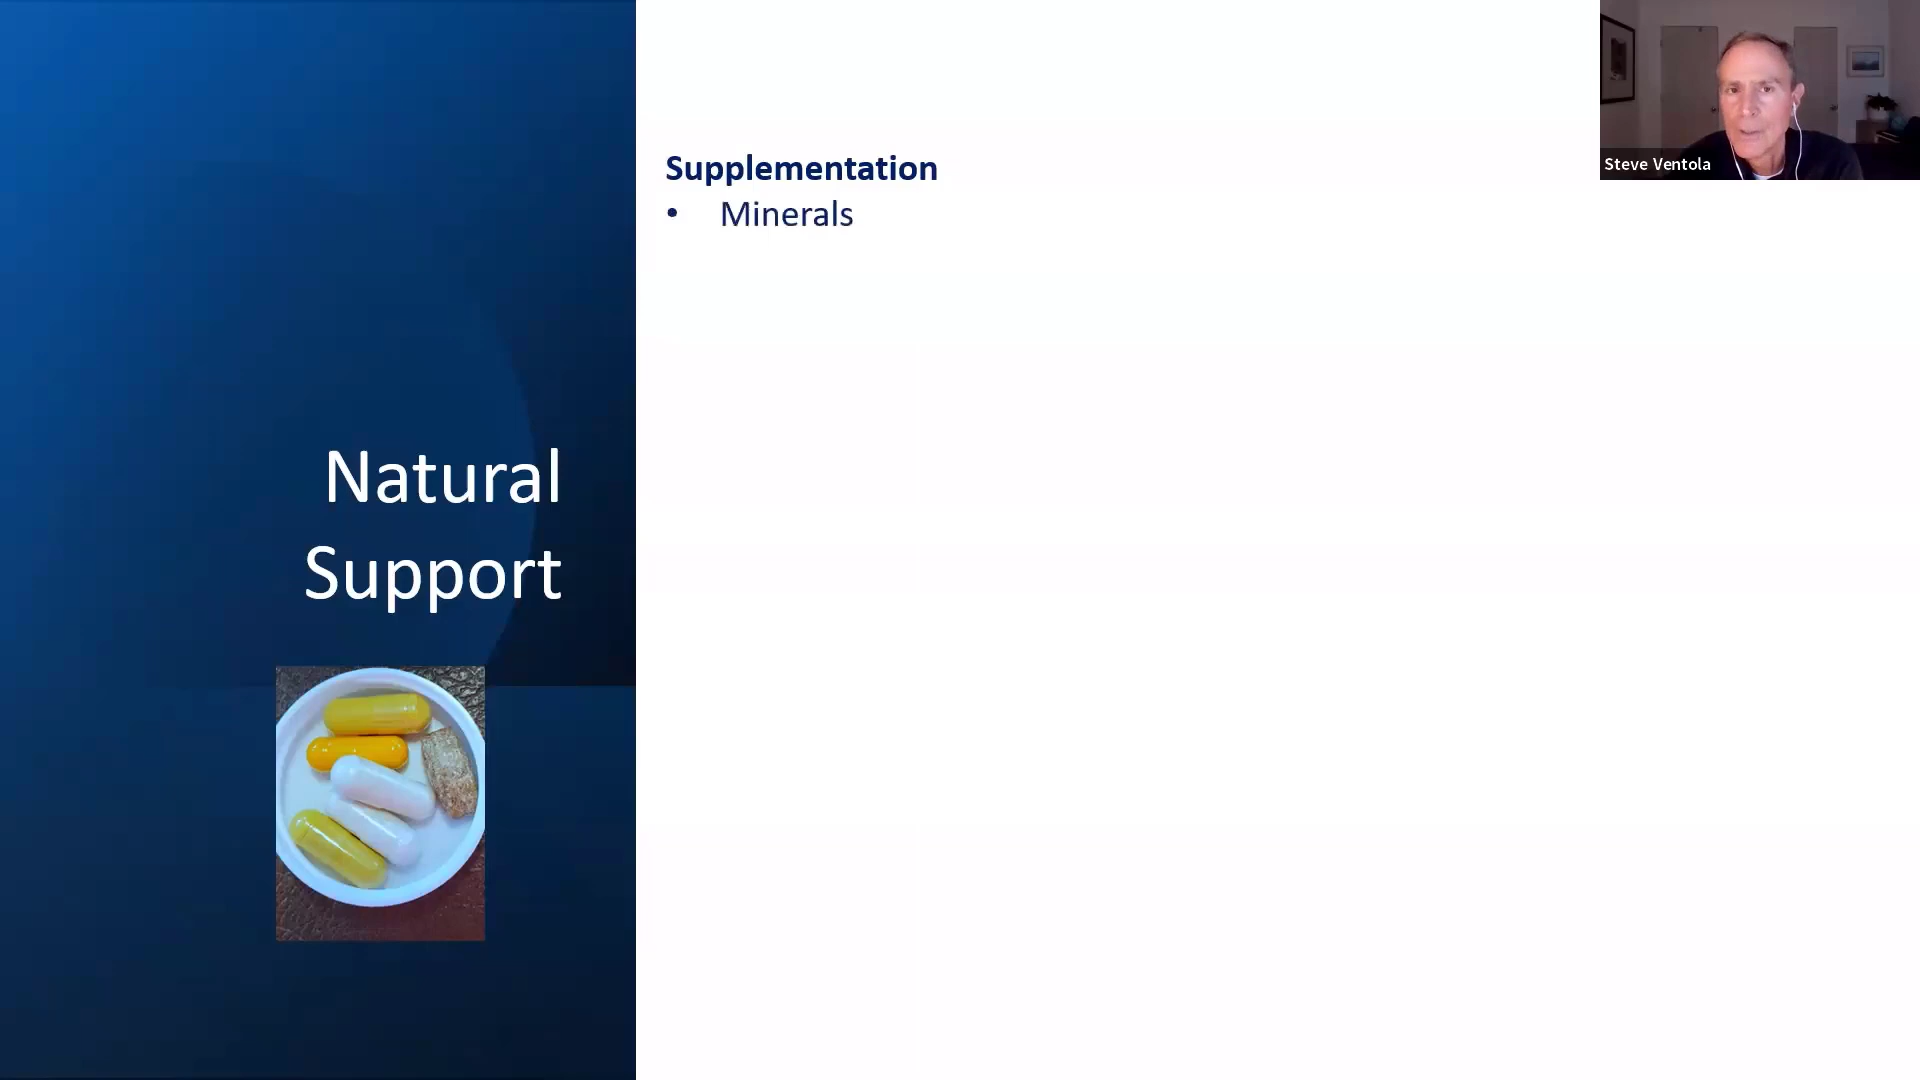 Natural
Support
Supplementation
• Minerals
Steve Ventola